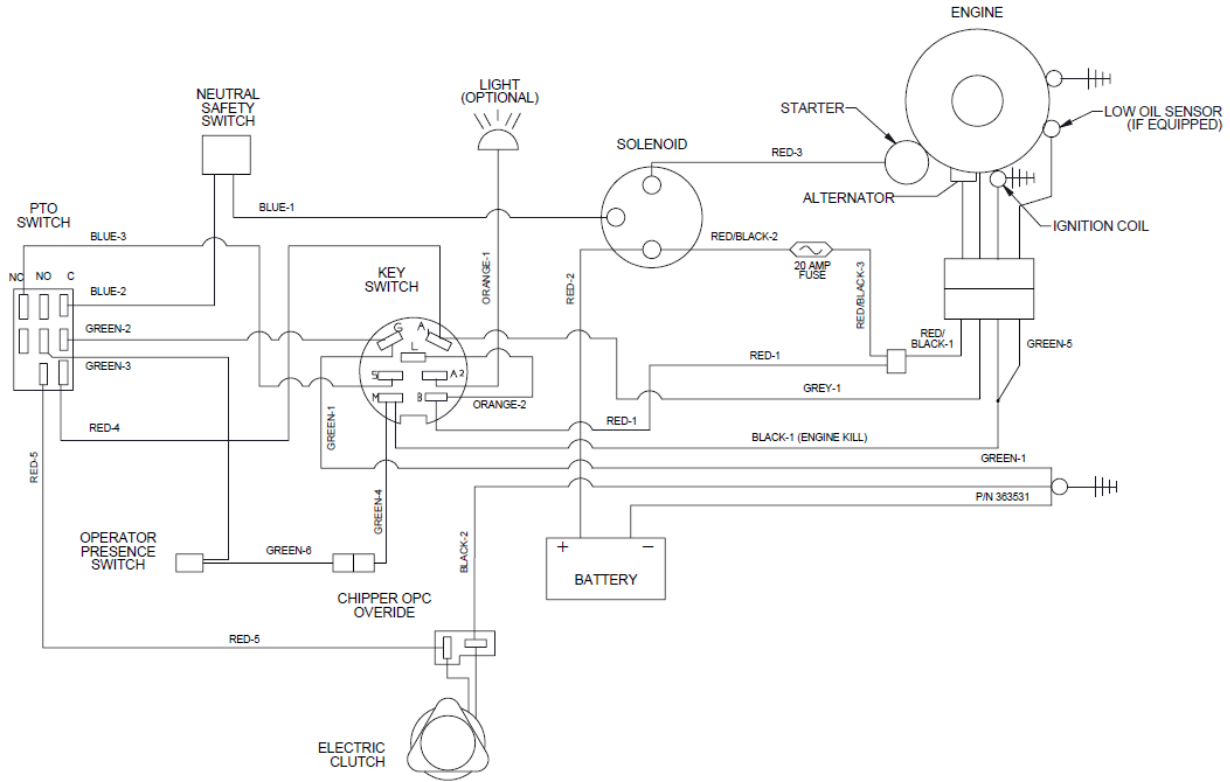 ENGINE
NEUTRAL
SAFETY
SWITCH
LIGHT
(OPTIONAL)
STARTER
LOW OIL SENSOR
(IF EQUIPPED)
SOLENOID
RED-3
ALTERNATOR
IGNITION COIL
PTO
SWITCH
BLUE-1
BLUE-3
RED/BLACK-2
20 AMP
FUSE
NC
NO
C
BLUE-2
KEY
SWITCH
ORANGE-1
RED-2
RED/BLACK-3
GREEN-2
G
A
L
RED/
BLACK-1
GREEN-5
GREEN-3
S
A2
RED-1
GREY-1
M
B
ORANGE-2
RED-4
GREEN-1
RED-1
BLACK-1 (ENGINE KILL)
GREEN-1
RED-5
GREEN-4
P/N 363531
OPERATOR
PRESENCE
SWITCH
GREEN-6
BLACK-2
+
−
BATTERY
CHIPPER OPC
OVERIDE
RED-5
ELECTRIC
CLUTCH